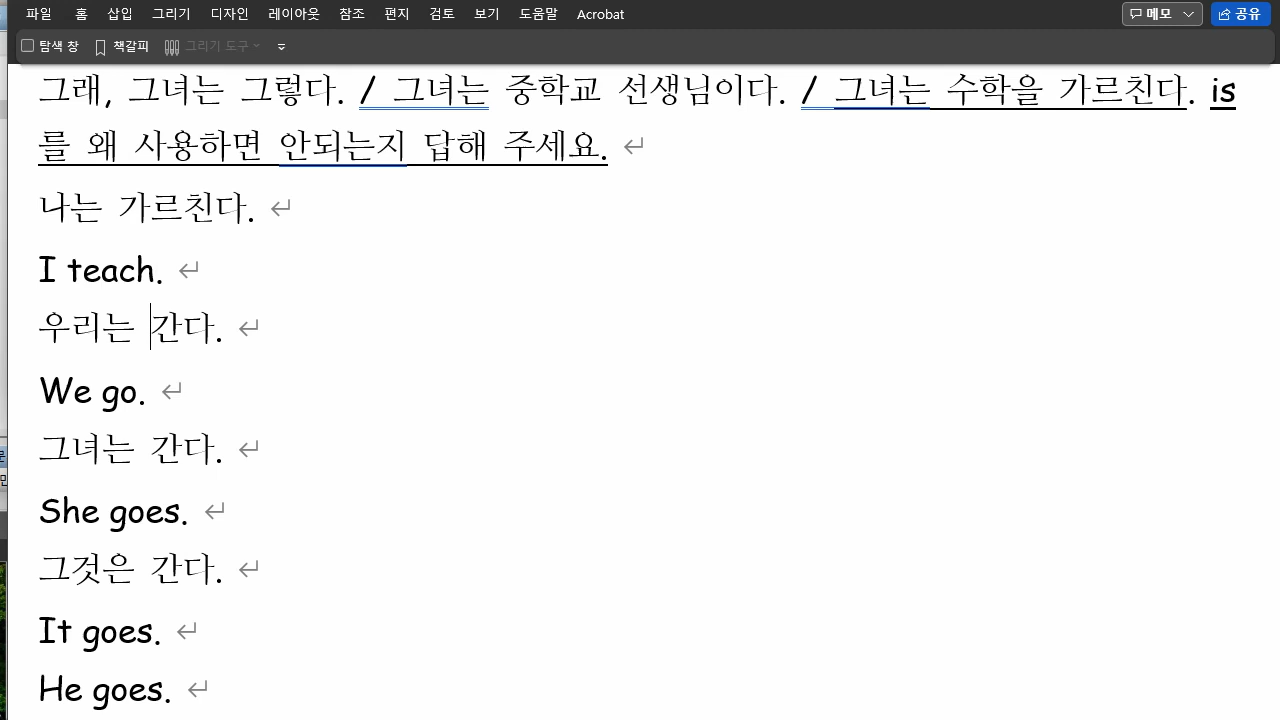 파일 홈 삽입 그리기 디자인 레이아웃 참조 편지 검토 보기 도움말 Acrobat 메모 공유
탐색 창 책갈피 그리기 도구
그래, 그녀는 그렇다. / 그녀는 중학교 선생님이다. / 그녀는 수학을 가르친다. is
를 왜 사용하면 안되는지 답해 주세요.
나는 가르친다.
I teach.
우리는 간다.
We go.
그녀는 간다.
She goes.
그것은 간다.
It goes.
He goes.